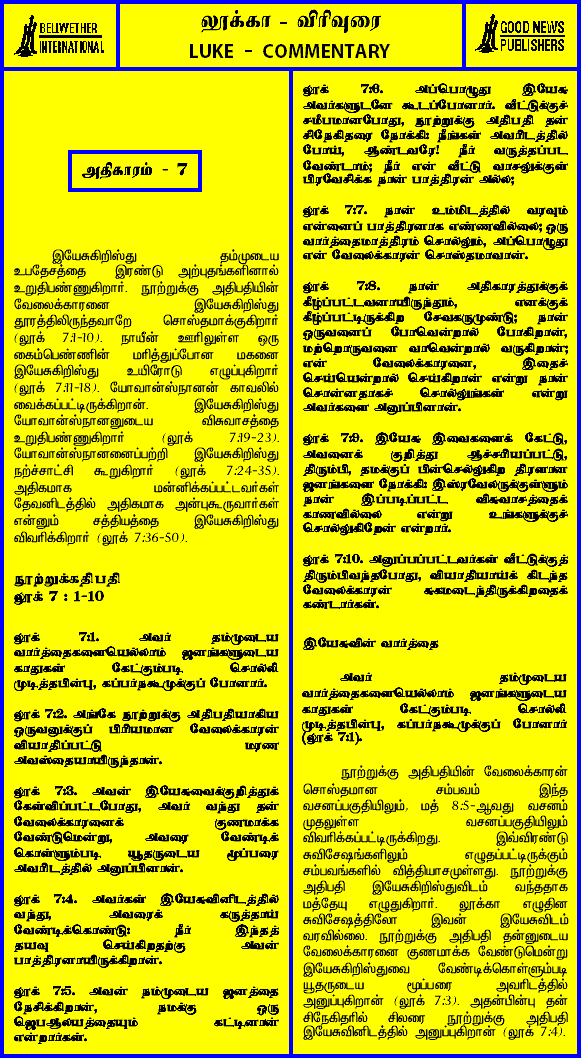 BELWETHER
INTERNATIONAL
லூக்கா - விரிவுரை
LUKE - COMMENTARY
GOOD NEWS
PUBLISHERS
அதிகாரம் - 7
இயேசுகிறிஸ்து தம்முடைய
உபதேசத்தை இரண்டு அற்புதங்களினால்
உறுதிபண்ணுகிறார். நூற்றுக்கு அதிபதியின்
வேலைக்காரனை இயேசுகிறிஸ்து
தூரத்திலிருந்தவாறே சொஸ்தமாக்குகிறார்
(லூக் 7:1-10). நாயீன் ஊரிலுள்ள ஒரு
கைம்பெண்ணின் மரித்துப்போன மகனை
இயேசுகிறிஸ்து உயிரோடு எழுப்புகிறார்
(லூக் 7:11-18). யோவான்ஸ்நானன் காவலில்
வைக்கப்பட்டிருக்கிறான். இயேசுகிறிஸ்து
யோவான்ஸ்நானனுடைய விசுவாசத்தை
உறுதிபண்ணுகிறார் (லூக் 7:19-23).
யோவான்ஸ்நானனைப்பற்றி இயேசுகிறிஸ்து
நற்ச்சாட்சி கூறுகிறார் (லூக் 7:24-35).
அதிகமாக மன்னிக்கப்பட்டவர்கள்
தேவனிடத்தில் அதிகமாக அன்புகூருவார்கள்
என்னும் சத்தியத்தை இயேசுகிறிஸ்து
விவரிக்கிறார் (லூக் 7:36-50).
நூற்றுக்கதிபதி
லூக் 7 : 1-10
லூக் 7:1. அவர் தம்முடைய
வார்த்தைகளையெல்லாம் ஜனங்களுடைய
காதுகள் கேட்கும்படி சொல்லி
முடித்தபின்பு, கப்பர்நகூமுக்குப் போனார்.
லூக் 7:2. அங்கே நூற்றுக்கு அதிபதியாகிய
ஒருவனுக்குப் பிரியமான வேலைக்காரன்
வியாதிப்பட்டு மரண
அவஸ்தையாயிருந்தான்.
லூக் 7:3. அவன் இயேசுவைக்குறித்துக்
கேள்விப்பட்டபோது, அவர் வந்து தன்
வேலைக்காரனைக் குணமாக்க
வேண்டுமென்று, அவரை வேண்டிக்
கொள்ளும்படி யூதருடைய மூப்பரை
அவரிடத்தில் அனுப்பினான்.
லூக் 7:4. அவர்கள் இயேசுவினிடத்தில்
வந்து, அவரைக் கருத்தாய்
வேண்டிக்கொண்டு: நீர் இந்தத்
தயவு செய்கிறதற்கு அவன்
பாத்திரனாயிருக்கிறான்.
லூக் 7:5. அவன் நம்முடைய ஜனத்தை
நேசிக்கிறான், நமக்கு ஒரு
ஜெபஆலயத்தையும் கட்டினான்
என்றார்கள்.
லூக் 7:6. அப்பொழுது இயேசு
அவர்களுடனே கூடப்போனார். வீட்டுக்குச்
சமீபமானபோது, நூற்றுக்கு அதிபதி தன்
சிநேகிதரை நோக்கி: நீங்கள் அவரிடத்தில்
போய், ஆண்டவரே! நீர் வருத்தப்பட
வேண்டாம்; நீர் என் வீட்டு வாசலுக்குள்
பிரவேசிக்க நான் பாத்திரன் அல்ல;
லூக் 7:7. நான் உம்மிடத்தில் வரவும்
என்னைப் பாத்திரனாக எண்ணவில்லை; ஒரு
வார்த்தைமாத்திரம் சொல்லும், அப்பொழுது
என் வேலைக்காரன் சொஸ்தமாவான்.
லூக் 7:8. நான் அதிகாரத்துக்குக்
கீழ்ப்பட்டவனாயிருந்தும், எனக்குக்
கீழ்ப்பட்டிருக்கிற சேவகருமுண்டு; நான்
ஒருவனைப் போவென்றால் போகிறான்,
மற்றொருவனை வாவென்றால் வருகிறான்;
என் வேலைக்காரனை, இதைச்
செய்யென்றால் செய்கிறான் என்று நான்
சொன்னதாகச் சொல்லுங்கள் என்று
அவர்களை அனுப்பினான்.
லூக் 7:9. இயேசு இவைகளைக் கேட்டு,
அவனைக் குறித்து ஆச்சரியப்பட்டு,
திரும்பி, தமக்குப் பின்செல்லுகிற திரளான
ஜனங்களை நோக்கி: இஸ்ரவேலருக்குள்ளும்
நான் இப்படிப்பட்ட விசுவாசத்தைக்
காணவில்லை என்று உங்களுக்குச்
சொல்லுகிறேன் என்றார்.
லூக் 7:10. அனுப்பப்பட்டவர்கள் வீட்டுக்குத்
திரும்பிவந்தபோது, வியாதியாய்க் கிடந்த
வேலைக்காரன் சுகமடைந்திருக்கிறதைக்
கண்டார்கள்.
இயேசுவின் வார்த்தை
அவர் தம்முடைய
வார்த்தைகளையெல்லாம் ஜனங்களுடைய
காதுகள் கேட்கும்படி சொல்லி
முடித்தபின்பு, கப்பர்நகூமுக்குப் போனார்
(லூக் 7:1).
நூற்றுக்கு அதிபதியின் வேலைக்காரன்
சொஸ்தமான சம்பவம் இந்த
வசனப்பகுதியிலும், மத் 8:5-ஆவது வசனம்
முதலுள்ள வசனப்பகுதியிலும்
விவரிக்கப்பட்டிருக்கிறது. இவ்விரண்டு
சுவிசேஷங்களிலும் எழுதப்பட்டிருக்கும்
சம்பவங்களில் வித்தியாசமுள்ளது. நூற்றுக்கு
அதிபதி இயேசுகிறிஸ்துவிடம் வந்ததாக
மத்தேயு எழுதுகிறார். லூக்கா எழுதின
சுவிசேஷத்திலோ இவன் இயேசுவிடம்
வரவில்லை. நூற்றுக்கு அதிபதி தன்னுடைய
வேலைக்காரனை குணமாக்க வேண்டுமென்று
இயேசுகிறிஸ்துவை வேண்டிக்கொள்ளும்படி
யூதருடைய மூப்பரை அவரிடத்தில்
அனுப்புகிறான் (லூக் 7:3). அதன்பின்பு தன்
சிநேகிதரில் சிலரை நூற்றுக்கு அதிபதி
இயேசுவினிடத்தில் அனுப்புகிறான் (லூக் 7:4).